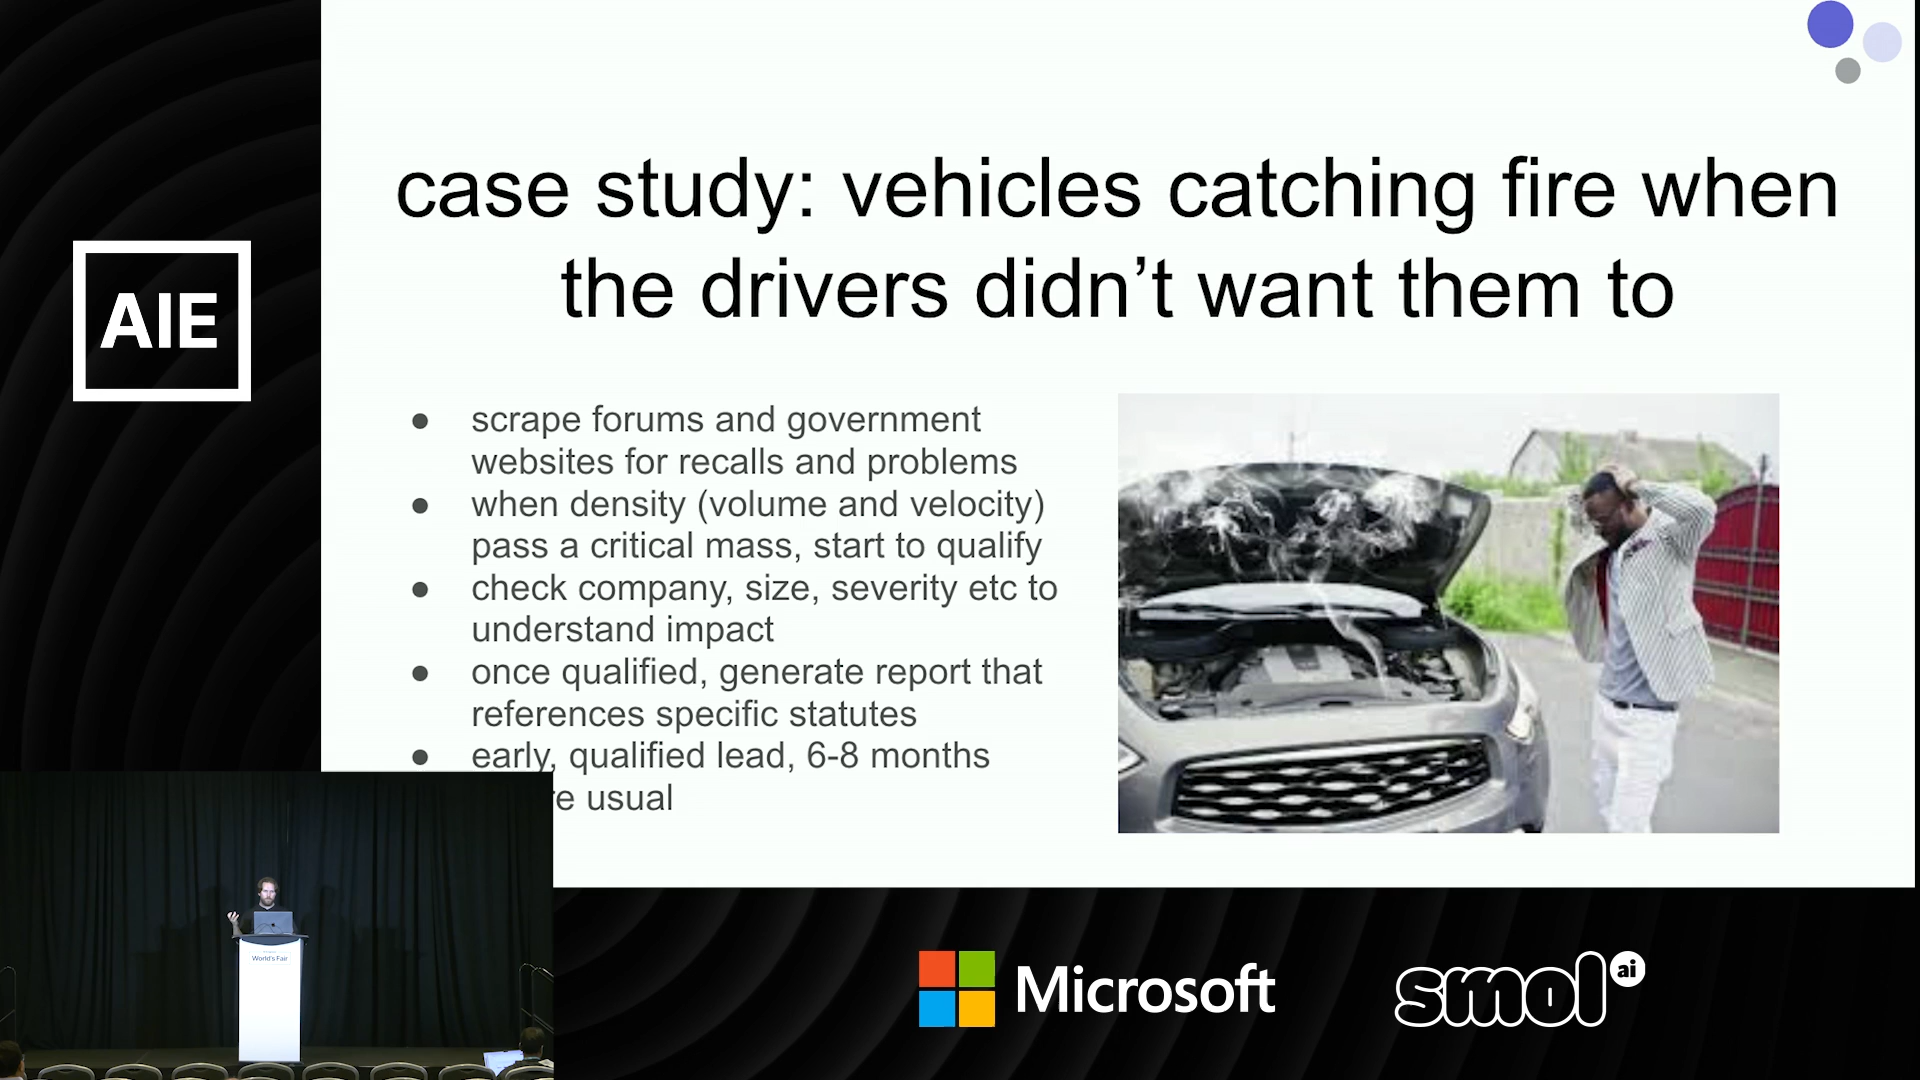 case study: vehicles catching fire when
the drivers didn’t want them to
AIE
● scrape forums and government
websites for recalls and problems
● when density (volume and velocity)
pass a critical mass, start to qualify
● check company, size, severity etc to
understand impact
● once qualified, generate report that
references specific statutes
● early, qualified lead, 6-8 months
usual
World's Fair
Microsoft
smol ai